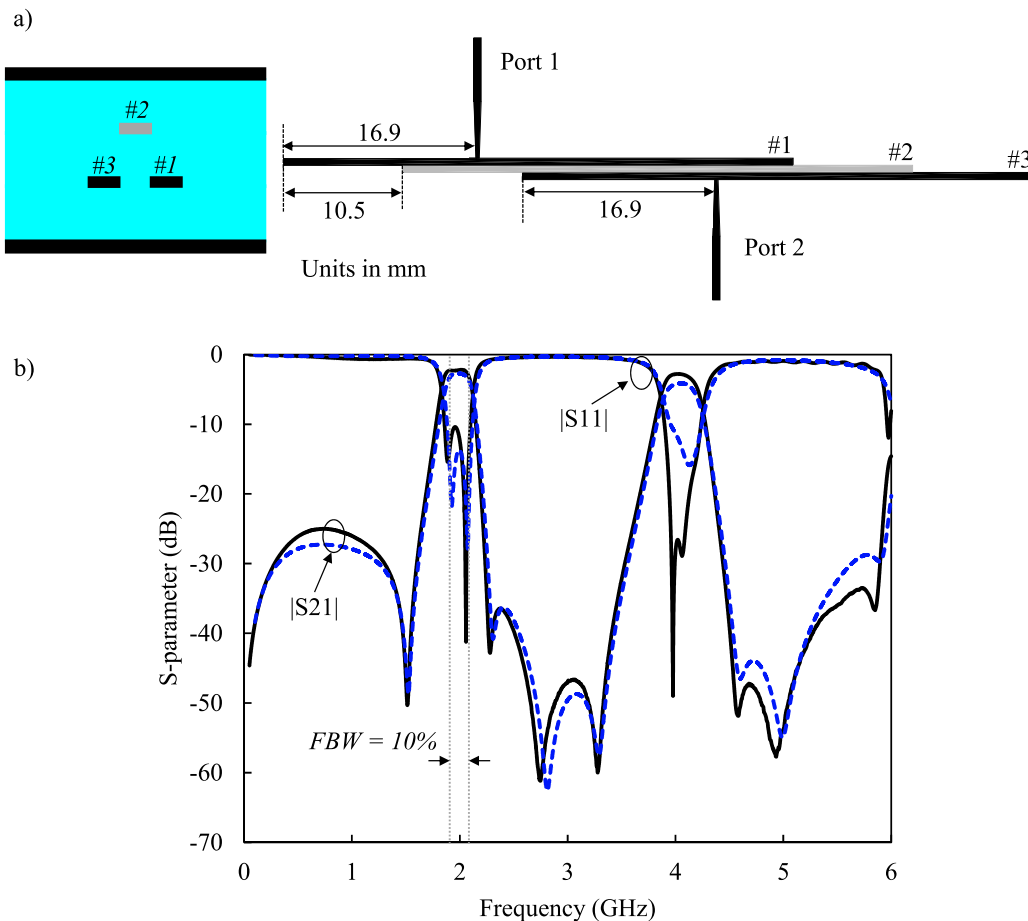 a)
#2
#3
#1
Port 1
16.9
#1
#2
#3
10.5
16.9
Port 2
Units in mm
b)
0
-10
-20
-30
-40
-50
-60
-70
S-parameter (dB)
|S11|
|S21|
FBW = 10%
0
1
2
3
4
5
6
Frequency (GHz)